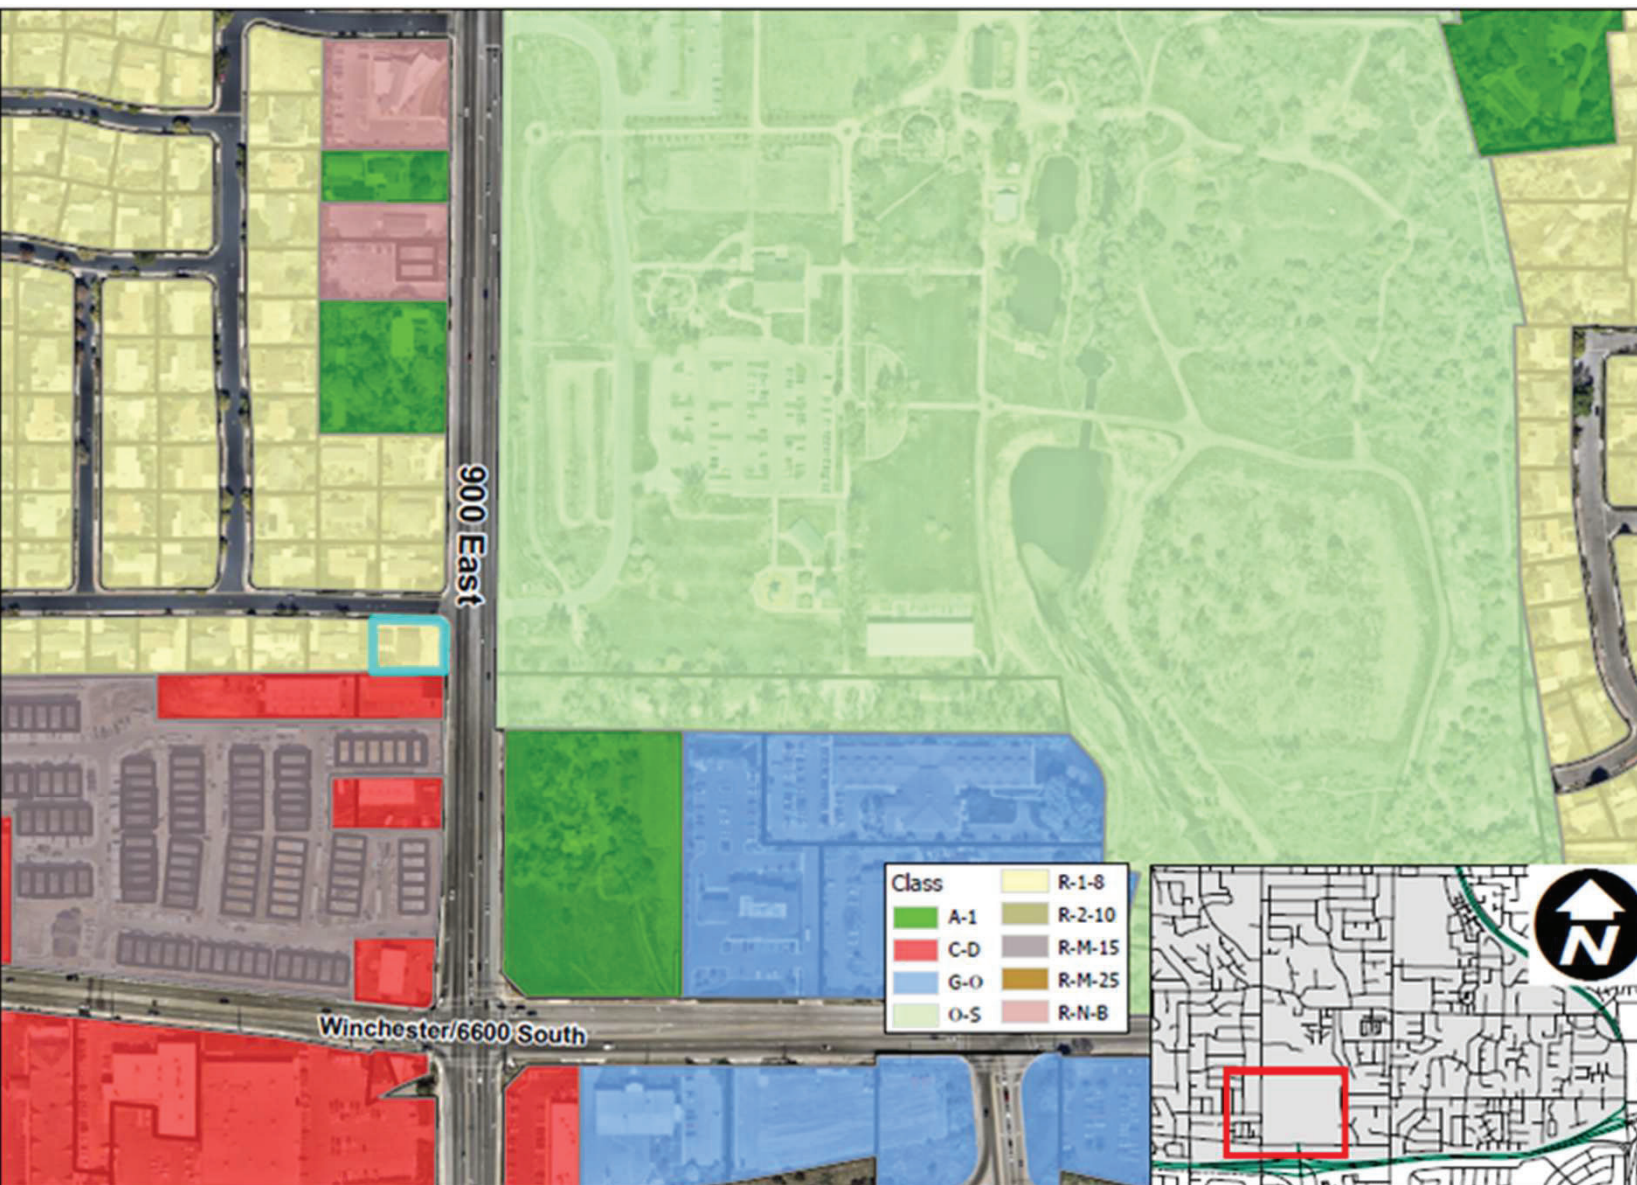 900 East
Winchester/6600 South
Class
A-1
C-D
G-O
O-S
R-1-8
R-2-10
R-M-15
R-M-25
R-N-B
N